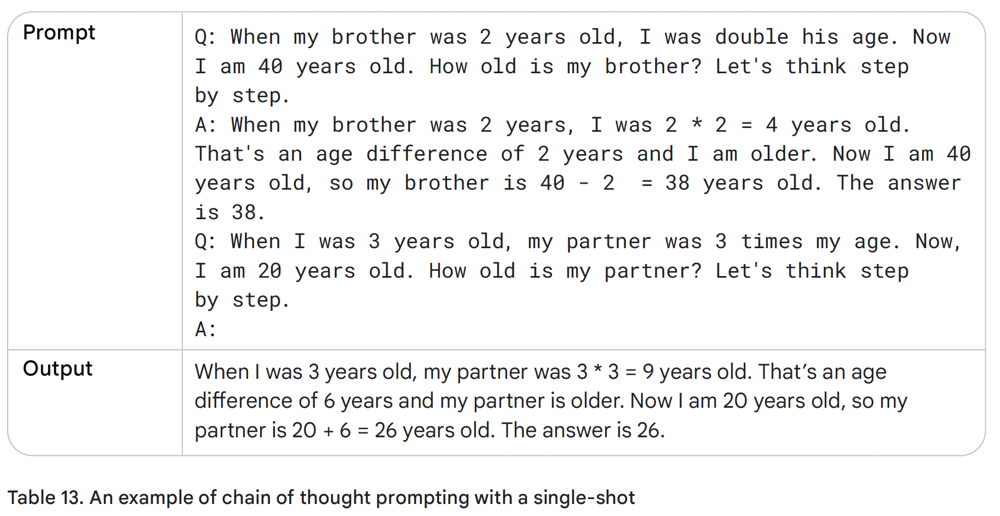 Prompt
Q: When my brother was 2 years old, I was double his age. Now
I am 40 years old. How old is my brother? Let's think step
by step.
A: When my brother was 2 years, I was 2 * 2 = 4 years old.
That's an age difference of 2 years and I am older. Now I am 40
years old, so my brother is 40 - 2  = 38 years old. The answer
is 38.
Q: When I was 3 years old, my partner was 3 times my age. Now,
I am 20 years old. How old is my partner? Let's think step
by step.
A:
Output
When I was 3 years old, my partner was 3 * 3 = 9 years old. That’s an age
difference of 6 years and my partner is older. Now I am 20 years old, so my
partner is 20 + 6 = 26 years old. The answer is 26.
Table 13. An example of chain of thought prompting with a single-shot